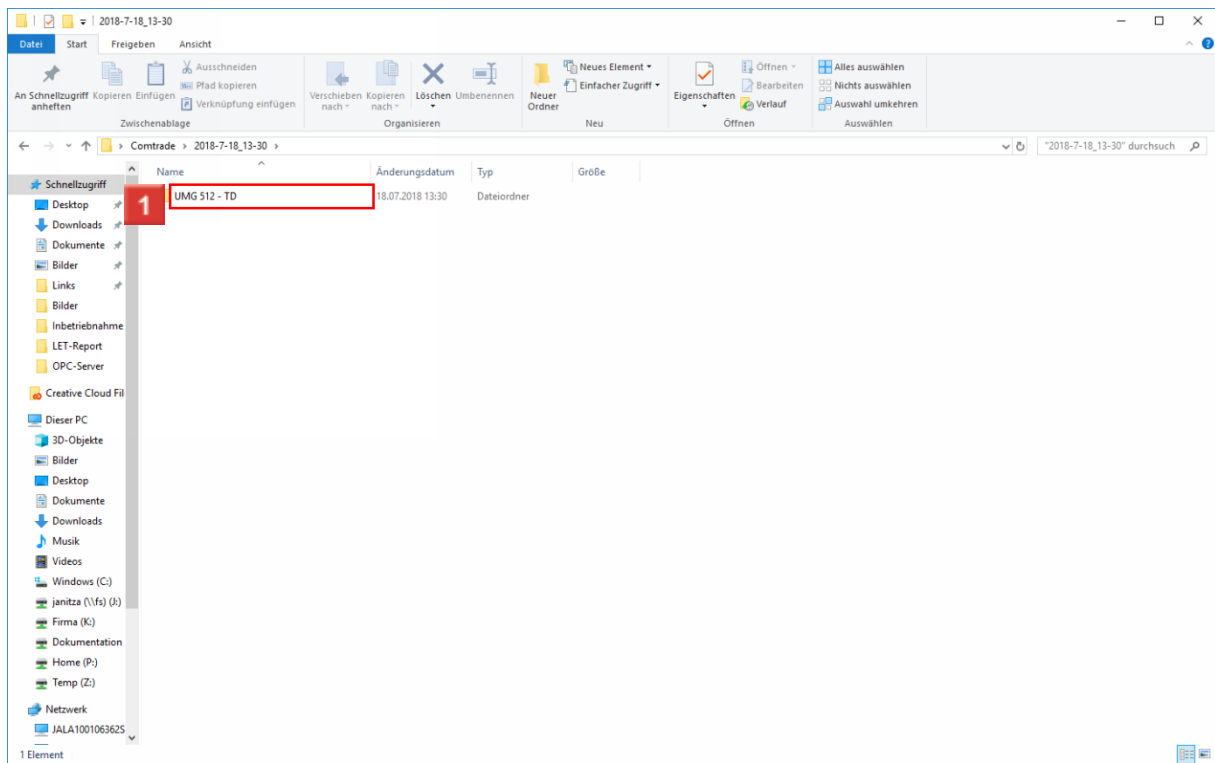 2018-7-18_13-30
Datei Start Freigeben Ansicht
An Schnellzugriff anheften
Kopieren
Einfügen
Ausschneiden
Pfad kopieren
Verknüpfung einfügen
Zwischenablage
Verschieben nach
Kopieren nach
Löschen
Umbenennen
Organisieren
Neuer Ordner
Neues Element
Einfacher Zugriff
Neu
Eigenschaften
Öffnen
Bearbeiten
Verlauf
Öffnen
Alles auswählen
Nichts auswählen
Auswahl umkehren
Auswählen
Comtrade > 2018-7-18_13-30 >
"2018-7-18_13-30" durchsuch
Name Änderungsdatum Typ Größe
1 UMG 512 - TD 18.07.2018 13:30 Dateiordner
Schnellzugriff
Desktop
Downloads
Dokumente
Bilder
Links
Bilder
Inbetriebnahme
LET-Report
OPC-Server
Creative Cloud Fil
Dieser PC
3D-Objekte
Bilder
Desktop
Dokumente
Downloads
Musik
Videos
Windows (C:)
janitza (\\fs) (J:)
Firma (K:)
Dokumentation
Home (P:)
Temp (Z:)
Netzwerk
JALA100106362S
1 Element